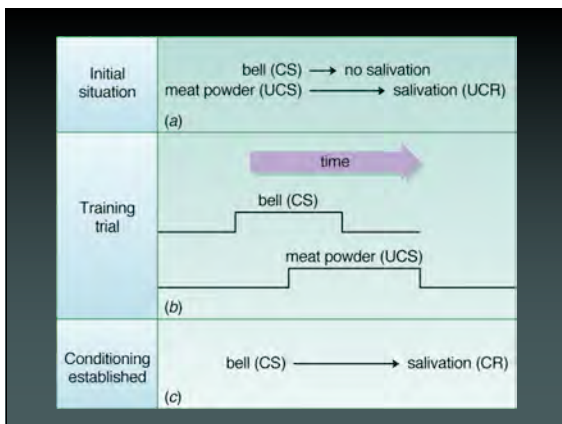 Initial
situation
bell (CS) → no salivation
meat powder (UCS) → salivation (UCR)
(a)
Training
trial
time
bell (CS)
meat powder (UCS)
(b)
Conditioning
established
bell (CS) → salivation (CR)
(c)